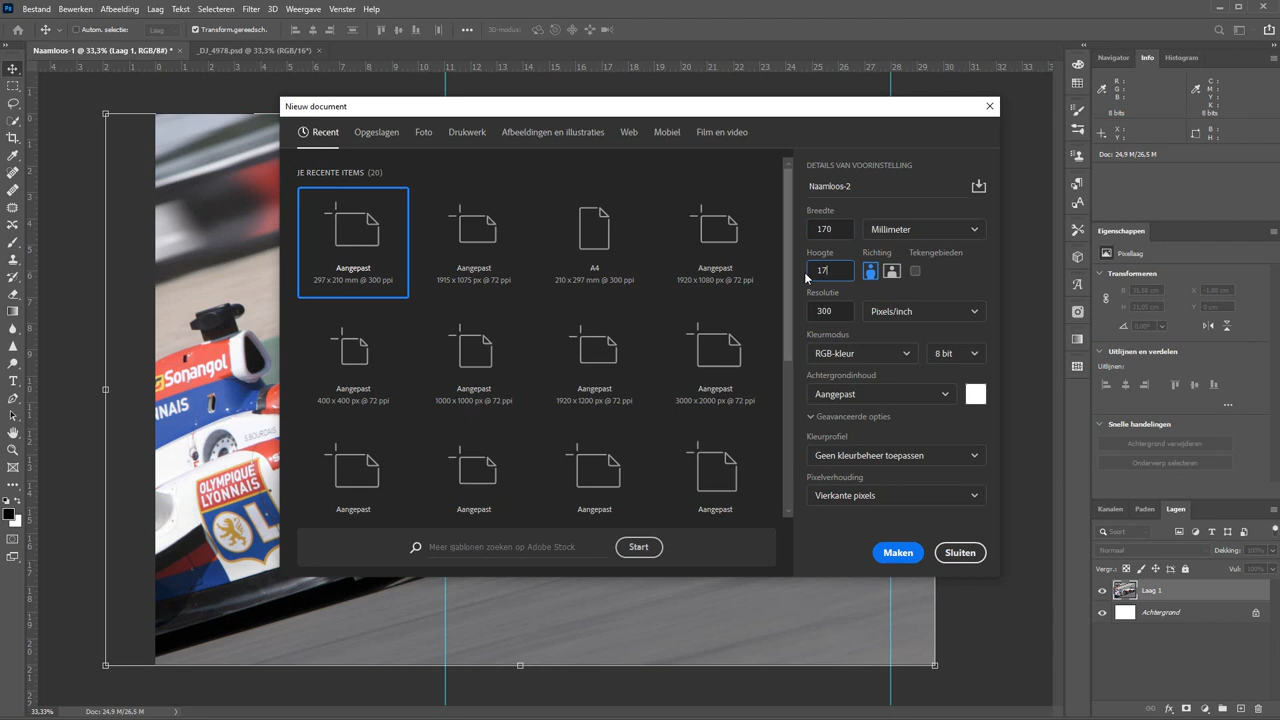 Bestand Bewerken Afbeelding Laag Tekst Selecteren Filter 3D Weergave Venster Help
Autom. selectie: Laag Transform.gereedsch. 3D-modus:
Naamloos-1 @ 33,3% (Laag 1, RGB/8#) *
_DJ_4978.psd @ 33,3% (RGB/16*)
Nieuw document
Recent Opgeslagen Foto Drukwerk Afbeeldingen en illustraties Web Mobiel Film en video
JE RECENTE ITEMS (20)
Aangepast
297 x 210 mm @ 300 ppi
Aangepast
1915 x 1075 px @ 72 ppi
A4
210 x 297 mm @ 300 ppi
Aangepast
1920 x 1080 px @ 72 ppi
Aangepast
400 x 400 px @ 72 ppi
Aangepast
1000 x 1000 px @ 72 ppi
Aangepast
1920 x 1200 px @ 72 ppi
Aangepast
3000 x 2000 px @ 72 ppi
Aangepast
Aangepast
Aangepast
Aangepast
Meer sjablonen zoeken op Adobe Stock
Start
DETAILS VAN VOORINSTELLING
Naamloos-2
Breedte
170 Millimeter
Hoogte Richting Tekengebieden
17
Resolutie
300 Pixels/inch
Kleurmodus
RGB-kleur 8 bit
Achtergrondinhoud
Aangepast
Geavanceerde opties
Kleurprofiel
Geen kleurbeheer toepassen
Pixelverhouding
Vierkante pixels
Maken Sluiten
Navigator Info Histogram
R :
G :
B :
8 bits
C :
M :
Y :
K :
8 bits
X :
Y :
B :
H :
Doc: 24,9 M/26,5 M
Eigenschappen
Pixellaag
Transformeren
Uitlijnen en verdelen
Uitlijnen:
Snelle handelingen
Achtergrond verwijderen
Onderwerp selecteren
Kanalen Paden Lagen
Soort
Normaal Dekking: 100%
Vergr.: Vul: 100%
Laag 1
Achtergrond
Sonangol
NNAIS
S.BOURDAIS
OLYMPIQUE
LYONNAIS
OL
33,33% Doc: 24,9 M/26,5 M